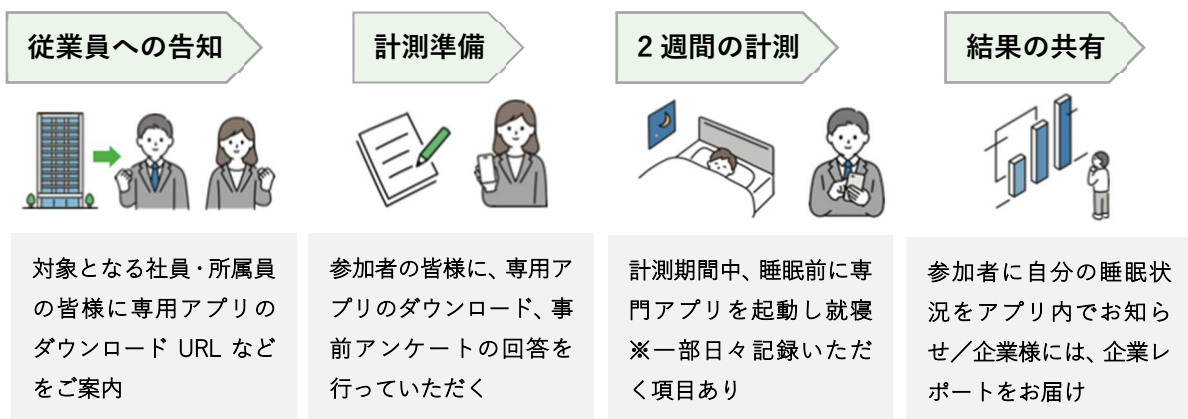 従業員への告知
計測準備
2週間の計測
結果の共有
対象となる社員・所属員
の皆様に専用アプリの
ダウンロード URL など
をご案内
参加者の皆様に、専用ア
プリのダウンロード、事
前アンケートの回答を
行っていただく
計測期間中、睡眠前に専
門アプリを起動し就寝
※一部日々記録いただ
く項目あり
参加者に自分の睡眠状
況をアプリ内でお知ら
せ／企業様には、企業レ
ポートをお届け